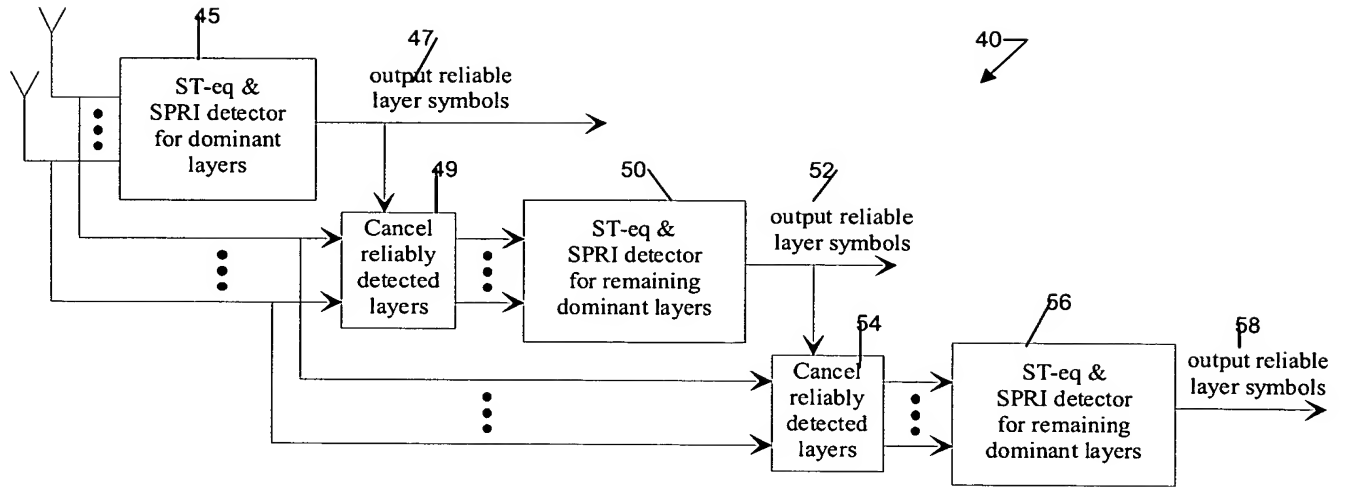 45
47
40
output reliable
layer symbols
ST-eq &
SPRI detector
for dominant
layers
49
50
52
Cancel
reliably
detected
layers
ST-eq &
SPRI detector
for remaining
dominant layers
output reliable
layer symbols
54
56
58
Cancel
reliably
detected
layers
ST-eq &
SPRI detector
for remaining
dominant layers
output reliable
layer symbols